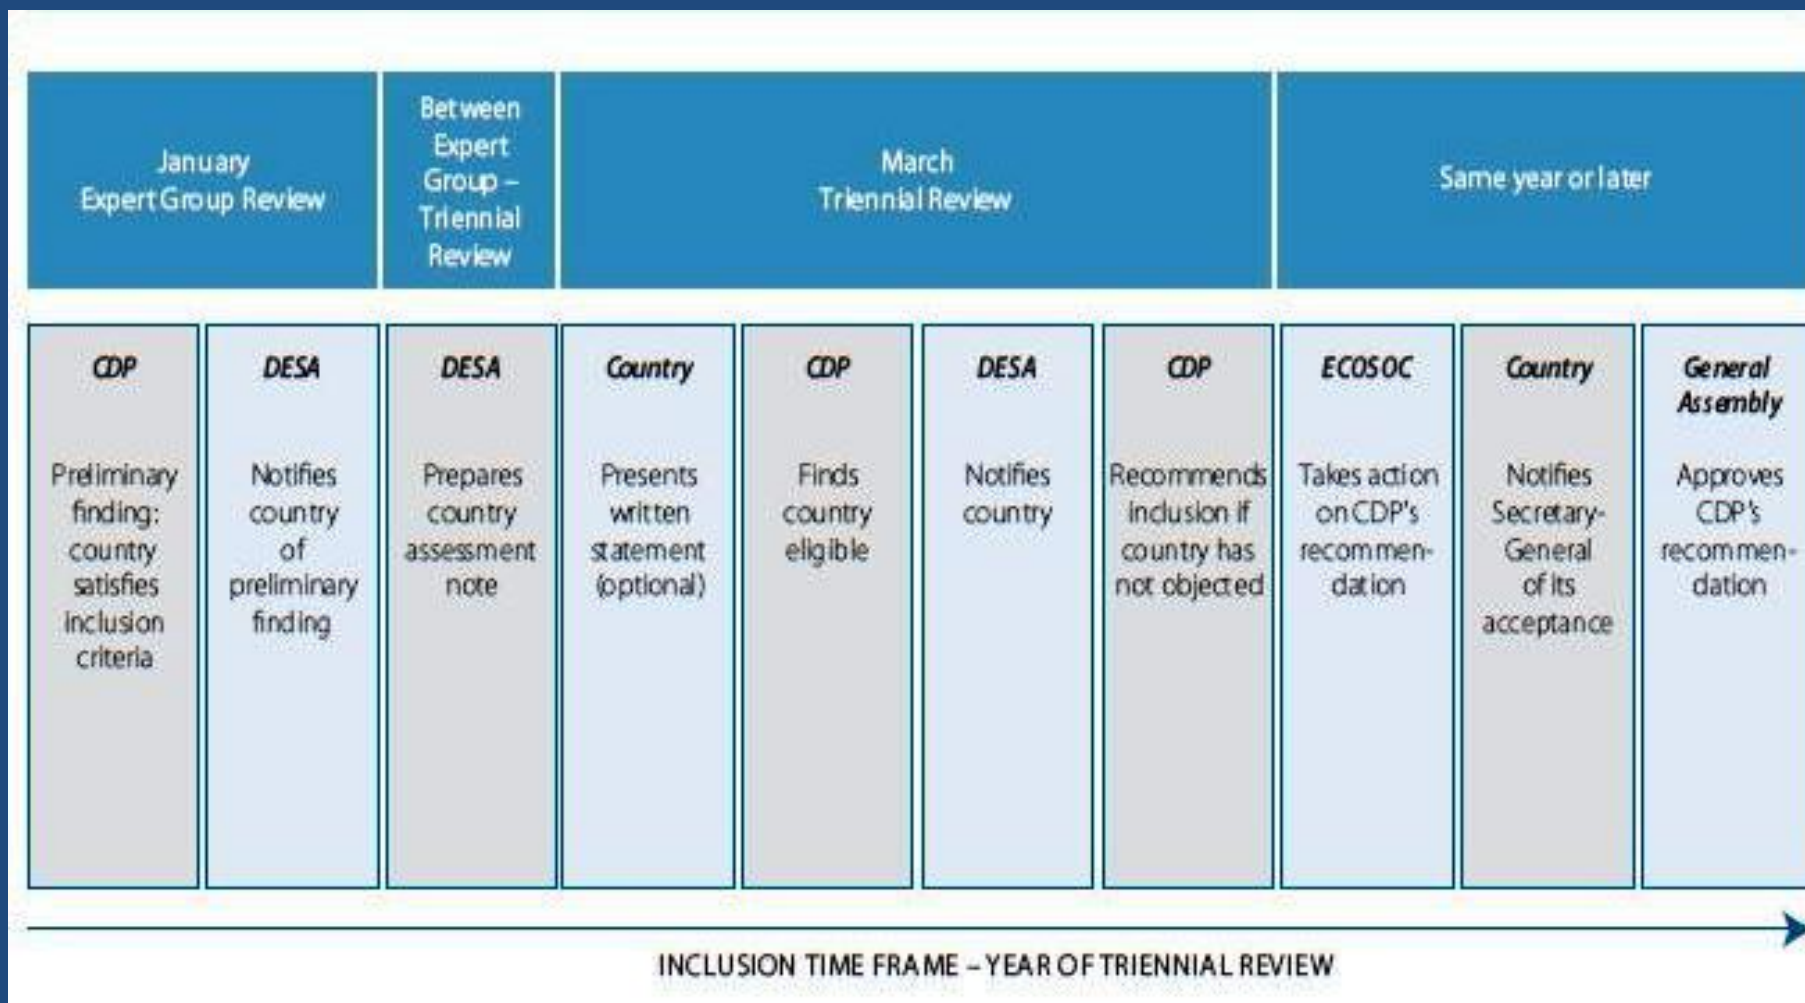 January
Expert Group Review
Between
Expert
Group –
Triennial
Review
March
Triennial Review
Same year or later
CDP
Preliminary
finding:
country
satisfies
inclusion
criteria
DESA
Notifies
country
of
preliminary
finding
DESA
Prepares
country
assessment
note
Country
Presents
written
statement
(optional)
CDP
Finds
country
eligible
DESA
Notifies
country
CDP
Recommends
inclusion if
country has
not objected
ECOSOC
Takes action
on CDP's
recommen-
dation
Country
Notifies
Secretary-
General
of its
acceptance
General
Assembly
Approves
CDP's
recommen-
dation
INCLUSION TIME FRAME – YEAR OF TRIENNIAL REVIEW